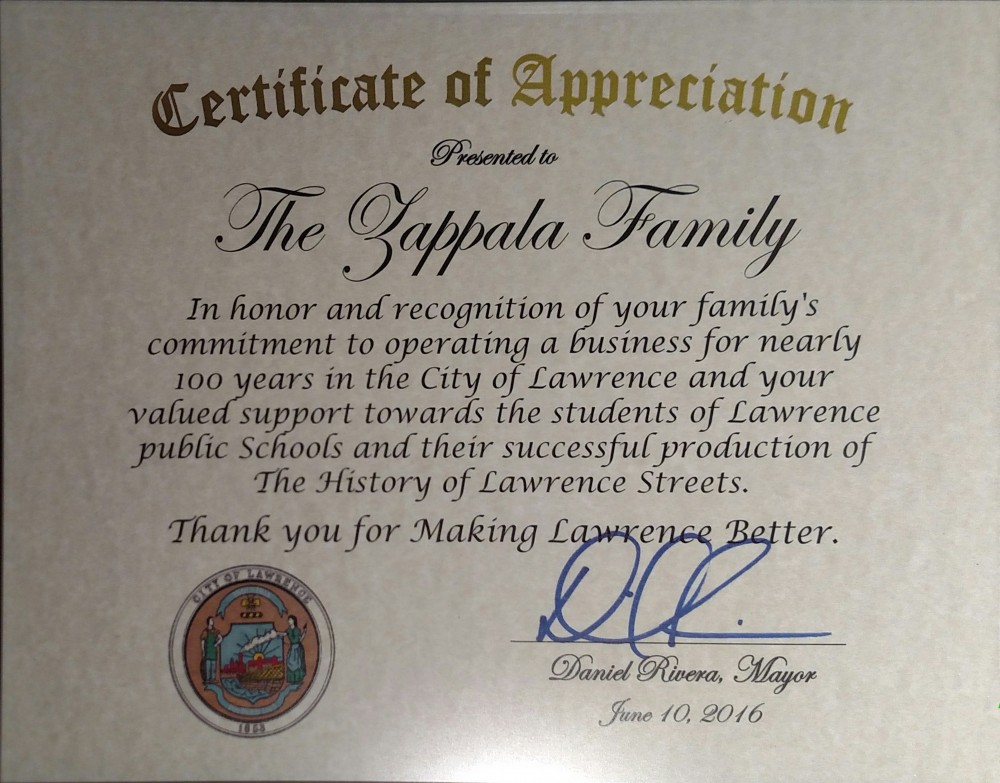 Certificate of Appreciation
Presented to
The Zappala Family
In honor and recognition of your family's
commitment to operating a business for nearly
100 years in the City of Lawrence and your
valued support towards the students of Lawrence
public Schools and their successful production of
The History of Lawrence Streets.
Thank you for Making Lawrence Better.
CITY OF LAWRENCE
1853
Daniel Rivera, Mayor
June 10, 2016